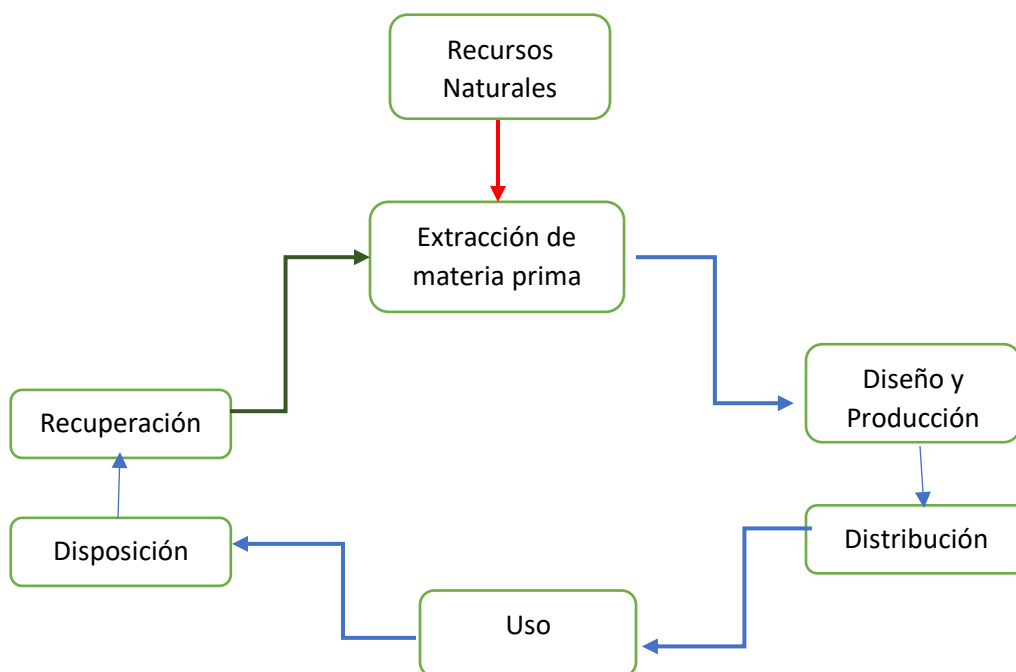 Recursos
Naturales
Extracción de
materia prima
Diseño y
Producción
Recuperación
Disposición
Distribución
Uso